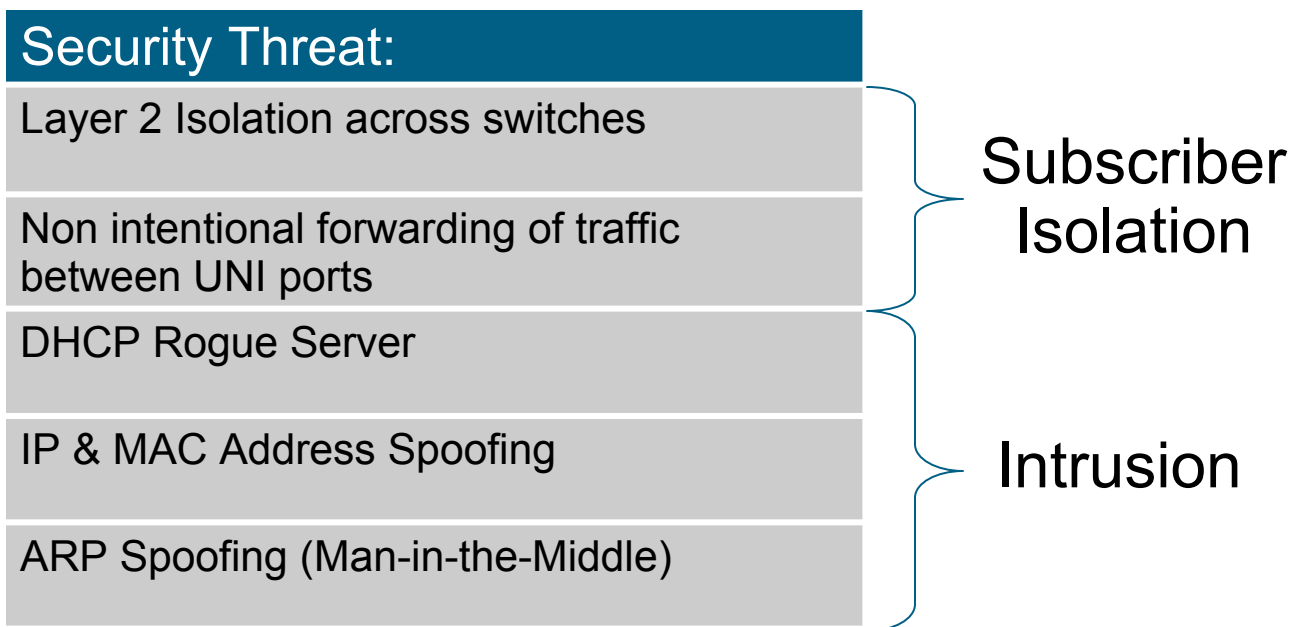 Security Threat:
Layer 2 Isolation across switches
Non intentional forwarding of traffic
between UNI ports
Subscriber
Isolation
DHCP Rogue Server
IP & MAC Address Spoofing
ARP Spoofing (Man-in-the-Middle)
Intrusion